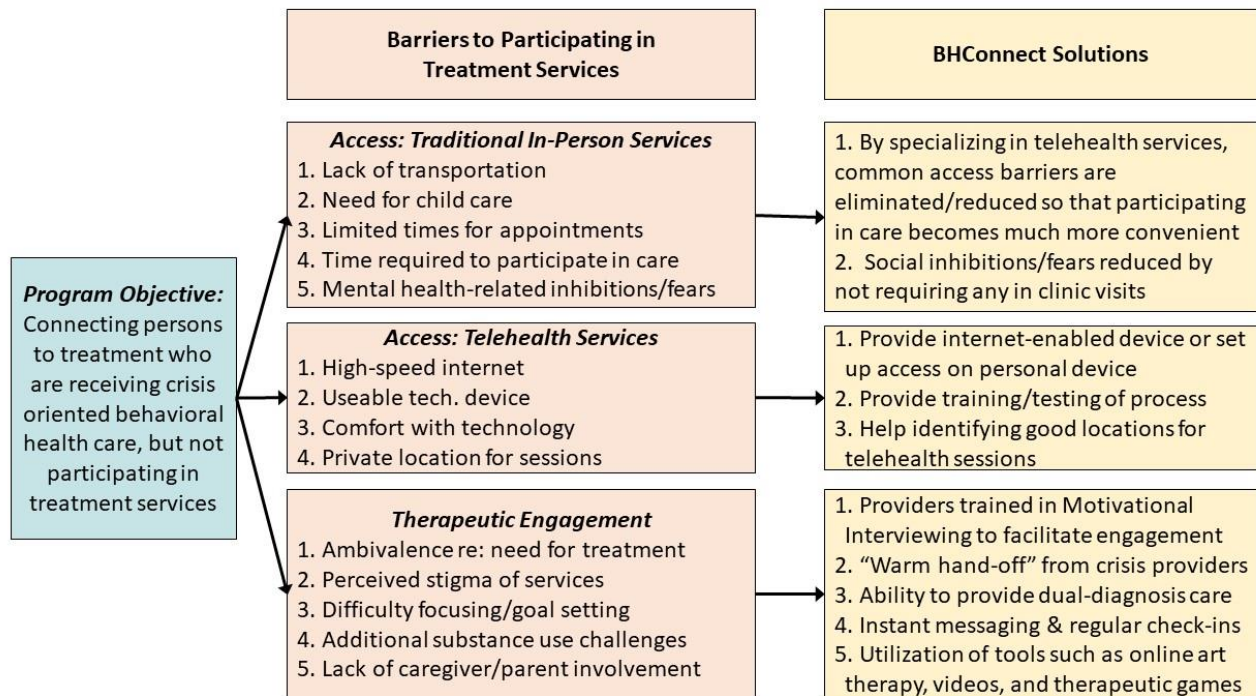 Barriers to Participating in
Treatment Services
BHConnect Solutions
Program Objective:
Connecting persons
to treatment who
are receiving crisis
oriented behavioral
health care, but not
participating in
treatment services
Access: Traditional In-Person Services
1. Lack of transportation
2. Need for child care
3. Limited times for appointments
4. Time required to participate in care
5. Mental health-related inhibitions/fears
1. By specializing in telehealth services,
common access barriers are
eliminated/reduced so that participating
in care becomes much more convenient
2. Social inhibitions/fears reduced by
not requiring any in clinic visits
Access: Telehealth Services
1. High-speed internet
2. Useable tech. device
3. Comfort with technology
4. Private location for sessions
1. Provide internet-enabled device or set
up access on personal device
2. Provide training/testing of process
3. Help identifying good locations for
telehealth sessions
Therapeutic Engagement
1. Ambivalence re: need for treatment
2. Perceived stigma of services
3. Difficulty focusing/goal setting
4. Additional substance use challenges
5. Lack of caregiver/parent involvement
1. Providers trained in Motivational
Interviewing to facilitate engagement
2. “Warm hand-off” from crisis providers
3. Ability to provide dual-diagnosis care
4. Instant messaging & regular check-ins
5. Utilization of tools such as online art
therapy, videos, and therapeutic games